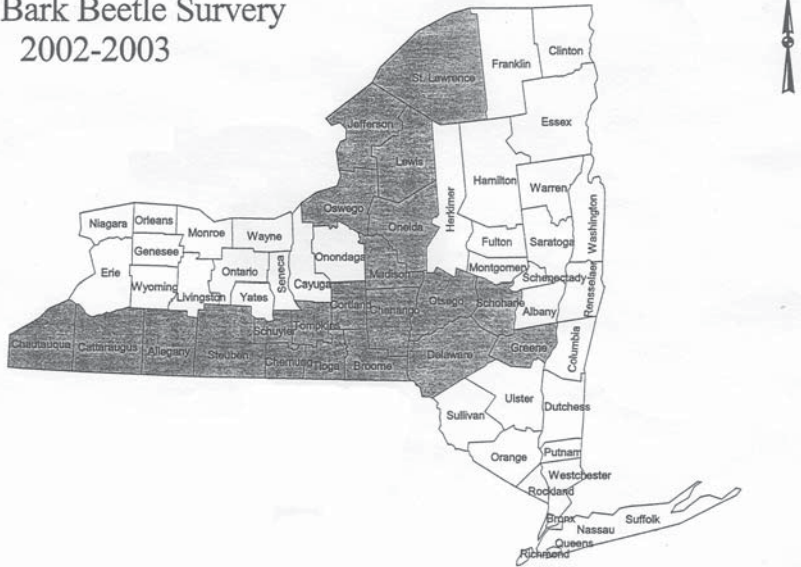 Bark Beetle Survery
2002-2003
St. Lawrence
Franklin
Clinton
Essex
Jefferson
Lewis
Hamilton
Warren
Herkimer
Washington
Oswego
Oneida
Fulton
Saratoga
Niagara
Orleans
Monroe
Wayne
Genesee
Onondaga
Madison
Montgomery
Schenectady
Rensselaer
Erie
Wyoming
Livingston
Ontario
Yates
Seneca
Cayuga
Cortland
Chenango
Otsego
Schoharie
Albany
Chautauqua
Cattaraugus
Allegany
Steuben
Schuyler
Tompkins
Chemung
Tioga
Broome
Delaware
Greene
Columbia
Ulster
Sullivan
Dutchess
Orange
Putnam
Westchester
Rockland
Bronx
Nassau
Suffolk
Queens
Richmond